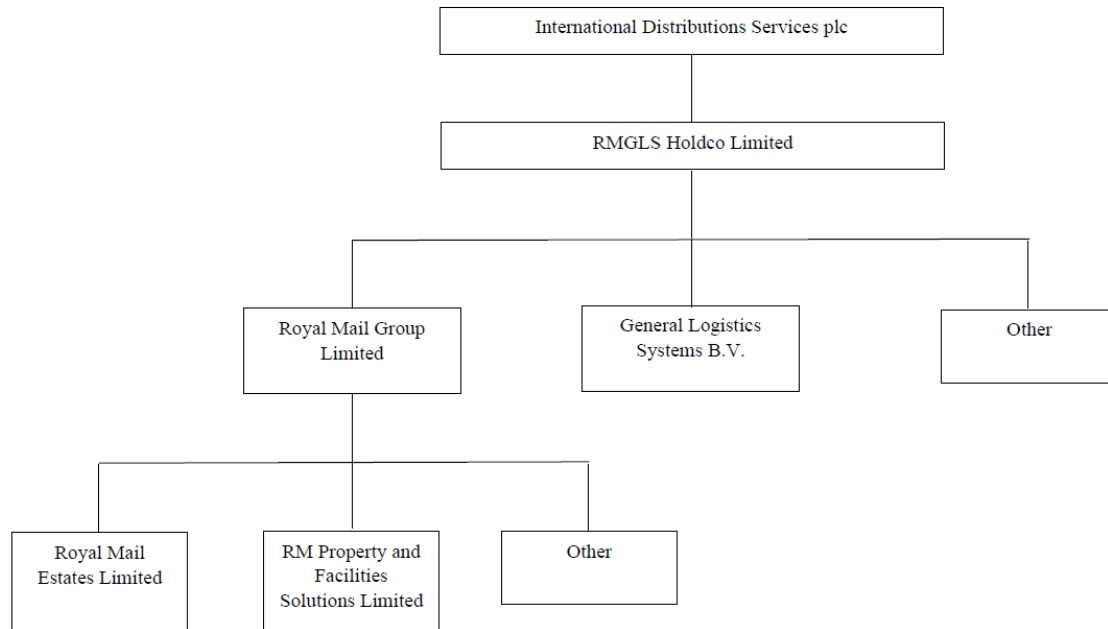 International Distributions Services plc
RMGLS Holdco Limited
Royal Mail Group
Limited
General Logistics
Systems B.V.
Other
Royal Mail
Estates Limited
RM Property and
Facilities
Solutions Limited
Other